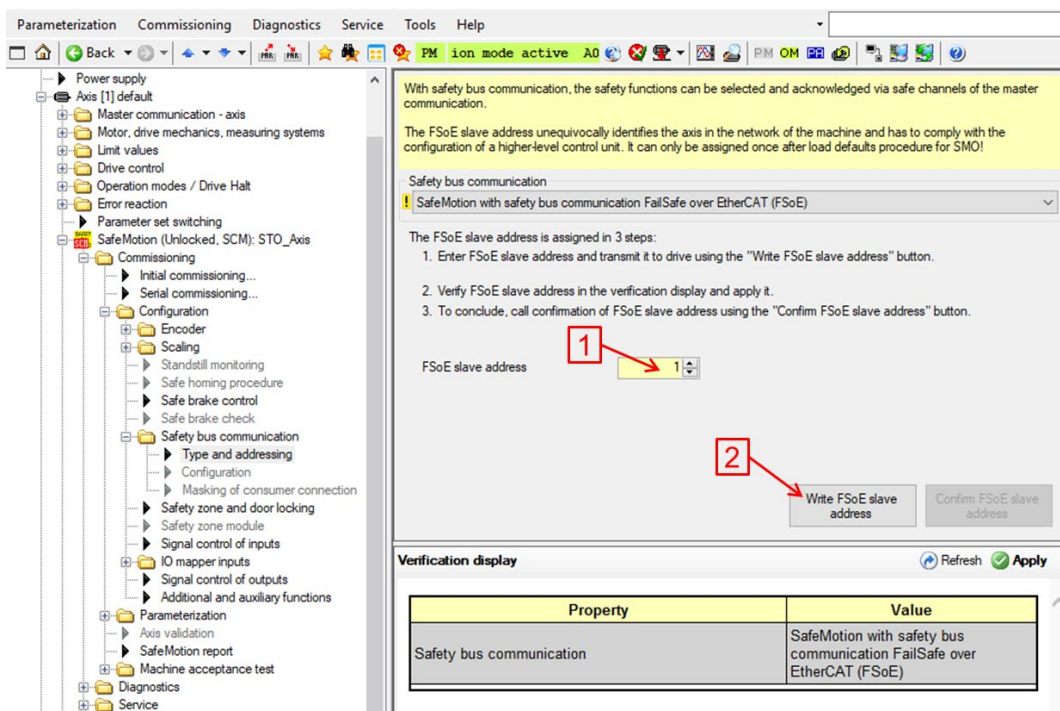 Parameterization Commissioning Diagnostics Service Tools Help
Back PM ion mode active A0 PM OM
Power supply
Axis [1] default
Master communication - axis
Motor, drive mechanics, measuring systems
Limit values
Drive control
Operation modes / Drive Halt
Error reaction
Parameter set switching
SafeMotion (Unlocked, SCM): STO_Axis
Commissioning
Initial commissioning...
Serial commissioning...
Configuration
Encoder
Scaling
Standstill monitoring
Safe homing procedure
Safe brake control
Safe brake check
Safety bus communication
Type and addressing
Configuration
Masking of consumer connection
Safety zone and door locking
Safety zone module
Signal control of inputs
IO mapper inputs
Signal control of outputs
Additional and auxiliary functions
Parameterization
Axis validation
SafeMotion report
Machine acceptance test
Diagnostics
Service
With safety bus communication, the safety functions can be selected and acknowledged via safe channels of the master
communication.
The FSoE slave address unequivocally identifies the axis in the network of the machine and has to comply with the
configuration of a higher-level control unit. It can only be assigned once after load defaults procedure for SMO!
Safety bus communication
! SafeMotion with safety bus communication FailSafe over EtherCAT (FSoE)
The FSoE slave address is assigned in 3 steps:
1. Enter FSoE slave address and transmit it to drive using the "Write FSoE slave address" button.
2. Verify FSoE slave address in the verification display and apply it.
3. To conclude, call confirmation of FSoE slave address using the "Confirm FSoE slave address" button.
1
FSoE slave address 1
2
Write FSoE slave
address
Confirm FSoE slave
address
Verification display Refresh Apply
Property Value
Safety bus communication
SafeMotion with safety bus
communication FailSafe over
EtherCAT (FSoE)